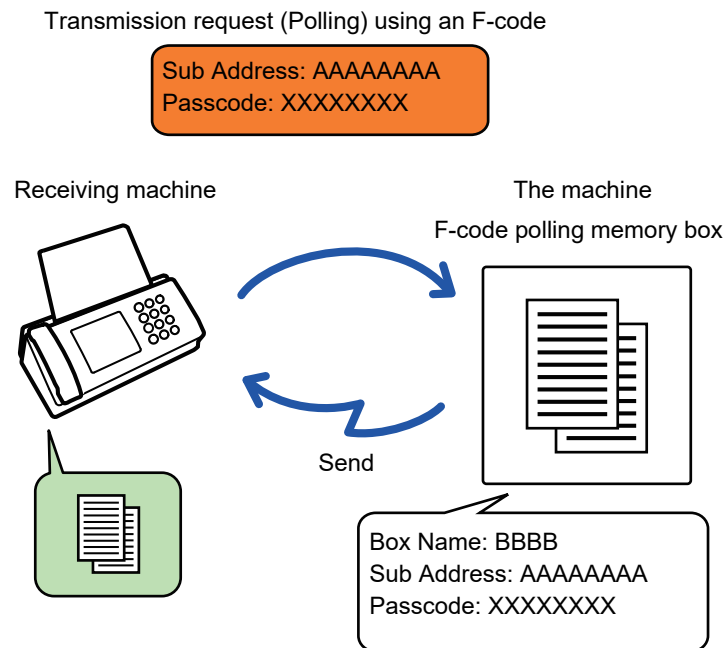 Transmission request (Polling) using an F-code
Sub Address: AAAAAAAA
Passcode: XXXXXXXX
Receiving machine
The machine
F-code polling memory box
Send
Box Name: BBBB
Sub Address: AAAAAAAA
Passcode: XXXXXXXX